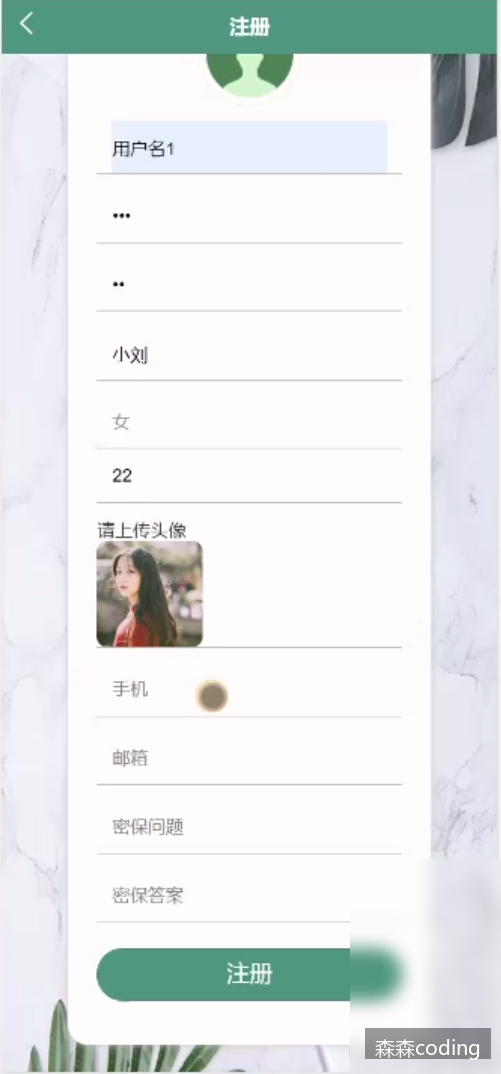 注册
用户名1
•••
••
小刘
女
22
请上传头像
手机
邮箱
密保问题
密保答案
注册
森森coding